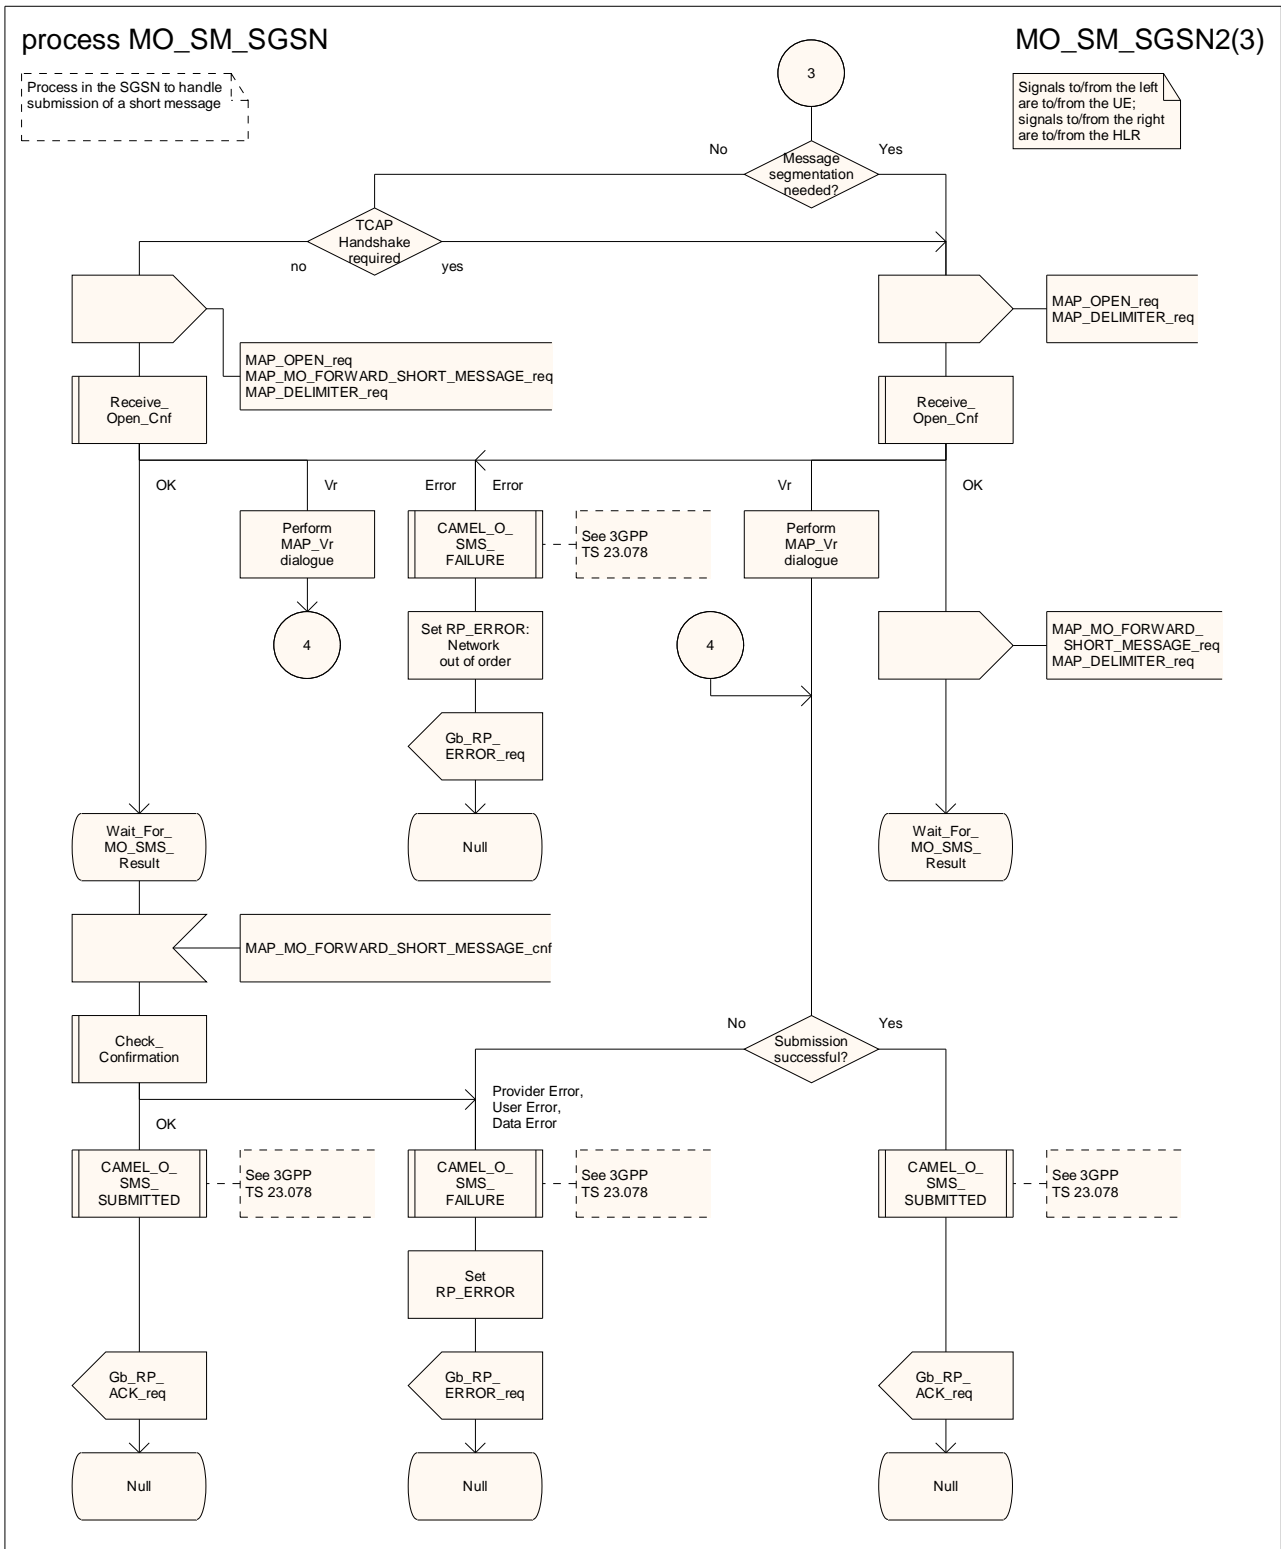 process MO_SM_SGSN
MO_SM_SGSN2(3)
Process in the SGSN to handle
submission of a short message
3
Signals to/from the left
are to/from the UE;
signals to/from the right
are to/from the HLR
No
Message
segmentation
needed?
Yes
TCAP
Handshake
required
no
yes
MAP_OPEN_req
MAP_DELIMITER_req
MAP_OPEN_req
MAP_MO_FORWARD_SHORT_MESSAGE_req
MAP_DELIMITER_req
Receive_
Open_Cnf
Receive_
Open_Cnf
OK
Vr
Error
Error
Vr
OK
Perform
MAP_Vr
dialogue
CAMEL_O_
SMS_
FAILURE
See 3GPP
TS 23.078
Perform
MAP_Vr
dialogue
4
Set RP_ERROR:
Network
out of order
4
MAP_MO_FORWARD_
SHORT_MESSAGE_req
MAP_DELIMITER_req
Gb_RP_
ERROR_req
Wait_For_
MO_SMS_
Result
Null
Wait_For_
MO_SMS_
Result
MAP_MO_FORWARD_SHORT_MESSAGE_cnf
Check_
Confirmation
No
Submission
successful?
Yes
Provider Error,
User Error,
Data Error
OK
CAMEL_O_
SMS_
SUBMITTED
See 3GPP
TS 23.078
CAMEL_O_
SMS_
FAILURE
See 3GPP
TS 23.078
CAMEL_O_
SMS_
SUBMITTED
See 3GPP
TS 23.078
Set
RP_ERROR
Gb_RP_
ACK_req
Gb_RP_
ERROR_req
Gb_RP_
ACK_req
Null
Null
Null